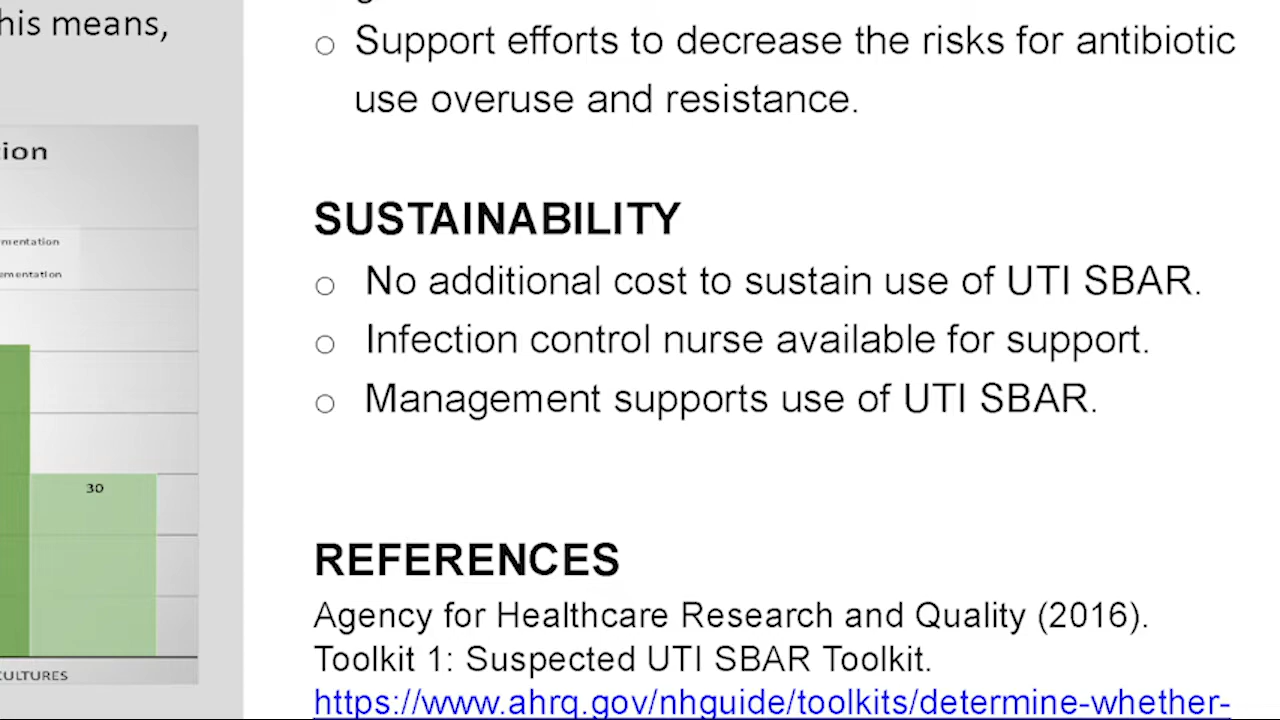 his means,
ion
mentation
ementation
30
CULTURES
Support efforts to decrease the risks for antibiotic
use overuse and resistance.
SUSTAINABILITY
No additional cost to sustain use of UTI SBAR.
Infection control nurse available for support.
Management supports use of UTI SBAR.
REFERENCES
Agency for Healthcare Research and Quality (2016).
Toolkit 1: Suspected UTI SBAR Toolkit.
https://www.ahrq.gov/nhguide/toolkits/determine-whether-